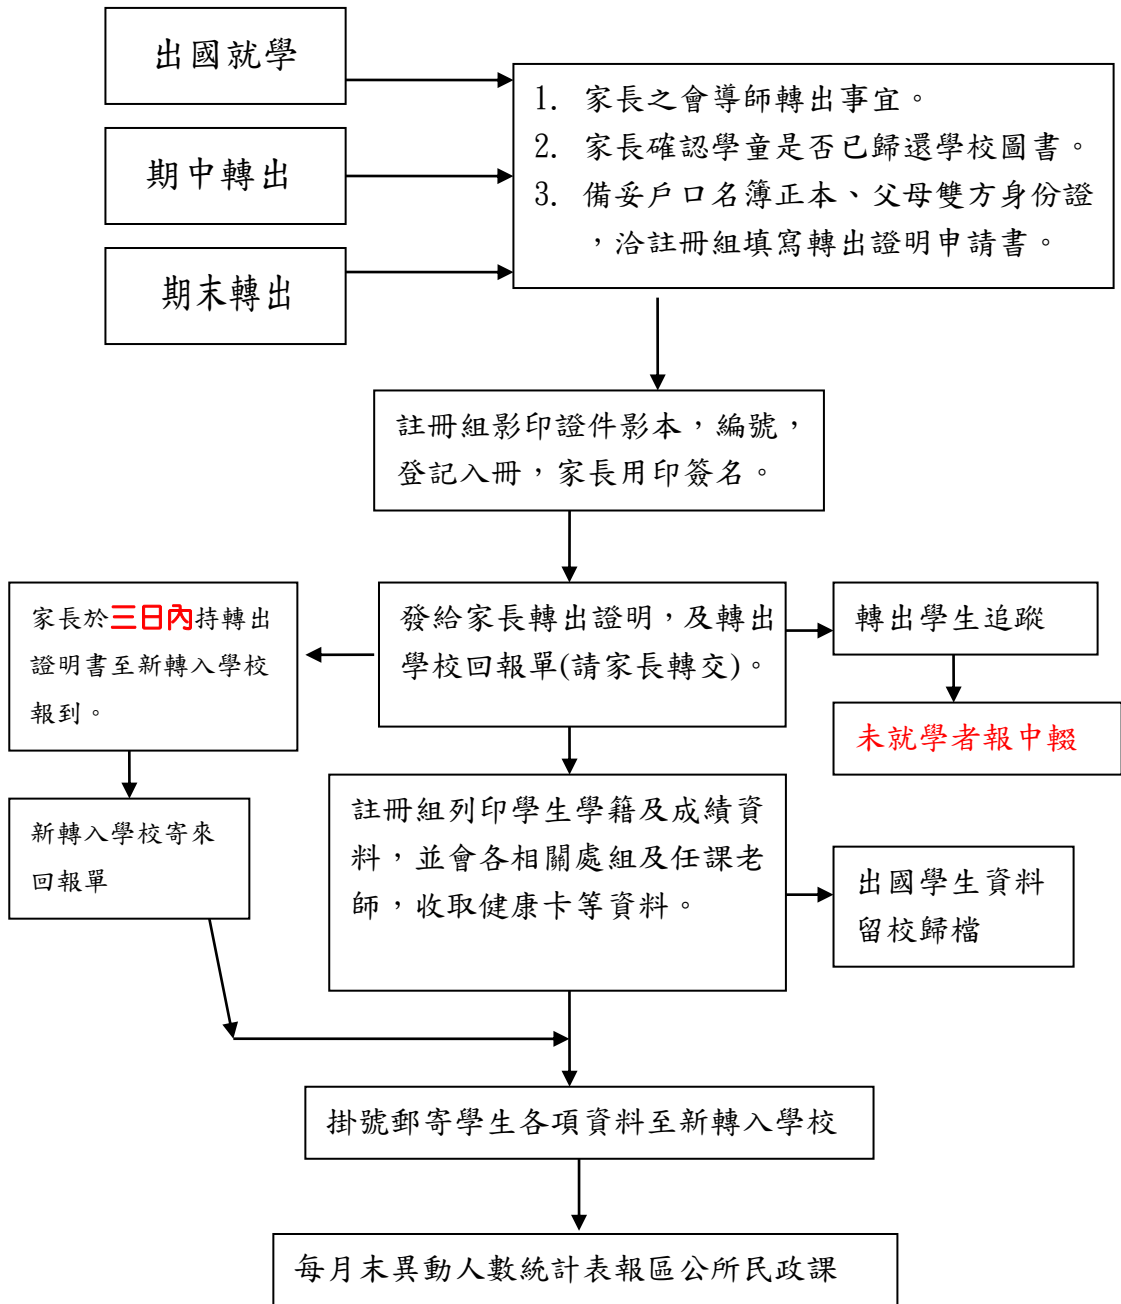 出國就學
期中轉出
期末轉出
1. 家長之會導師轉出事宜。
2. 家長確認學童是否已歸還學校圖書。
3. 備妥戶口名簿正本、父母雙方身份證
，洽註冊組填寫轉出證明申請書。
註冊組影印證件影本，編號，
登記入冊，家長用印簽名。
家長於三日內持轉出
證明書至新轉入學校
報到。
發給家長轉出證明，及轉出
學校回報單(請家長轉交)。
轉出學生追蹤
未就學者報中輟
新轉入學校寄來
回報單
註冊組列印學生學籍及成績資
料，並會各相關處組及任課老
師，收取健康卡等資料。
出國學生資料
留校歸檔
掛號郵寄學生各項資料至新轉入學校
每月末異動人數統計表報區公所民政課